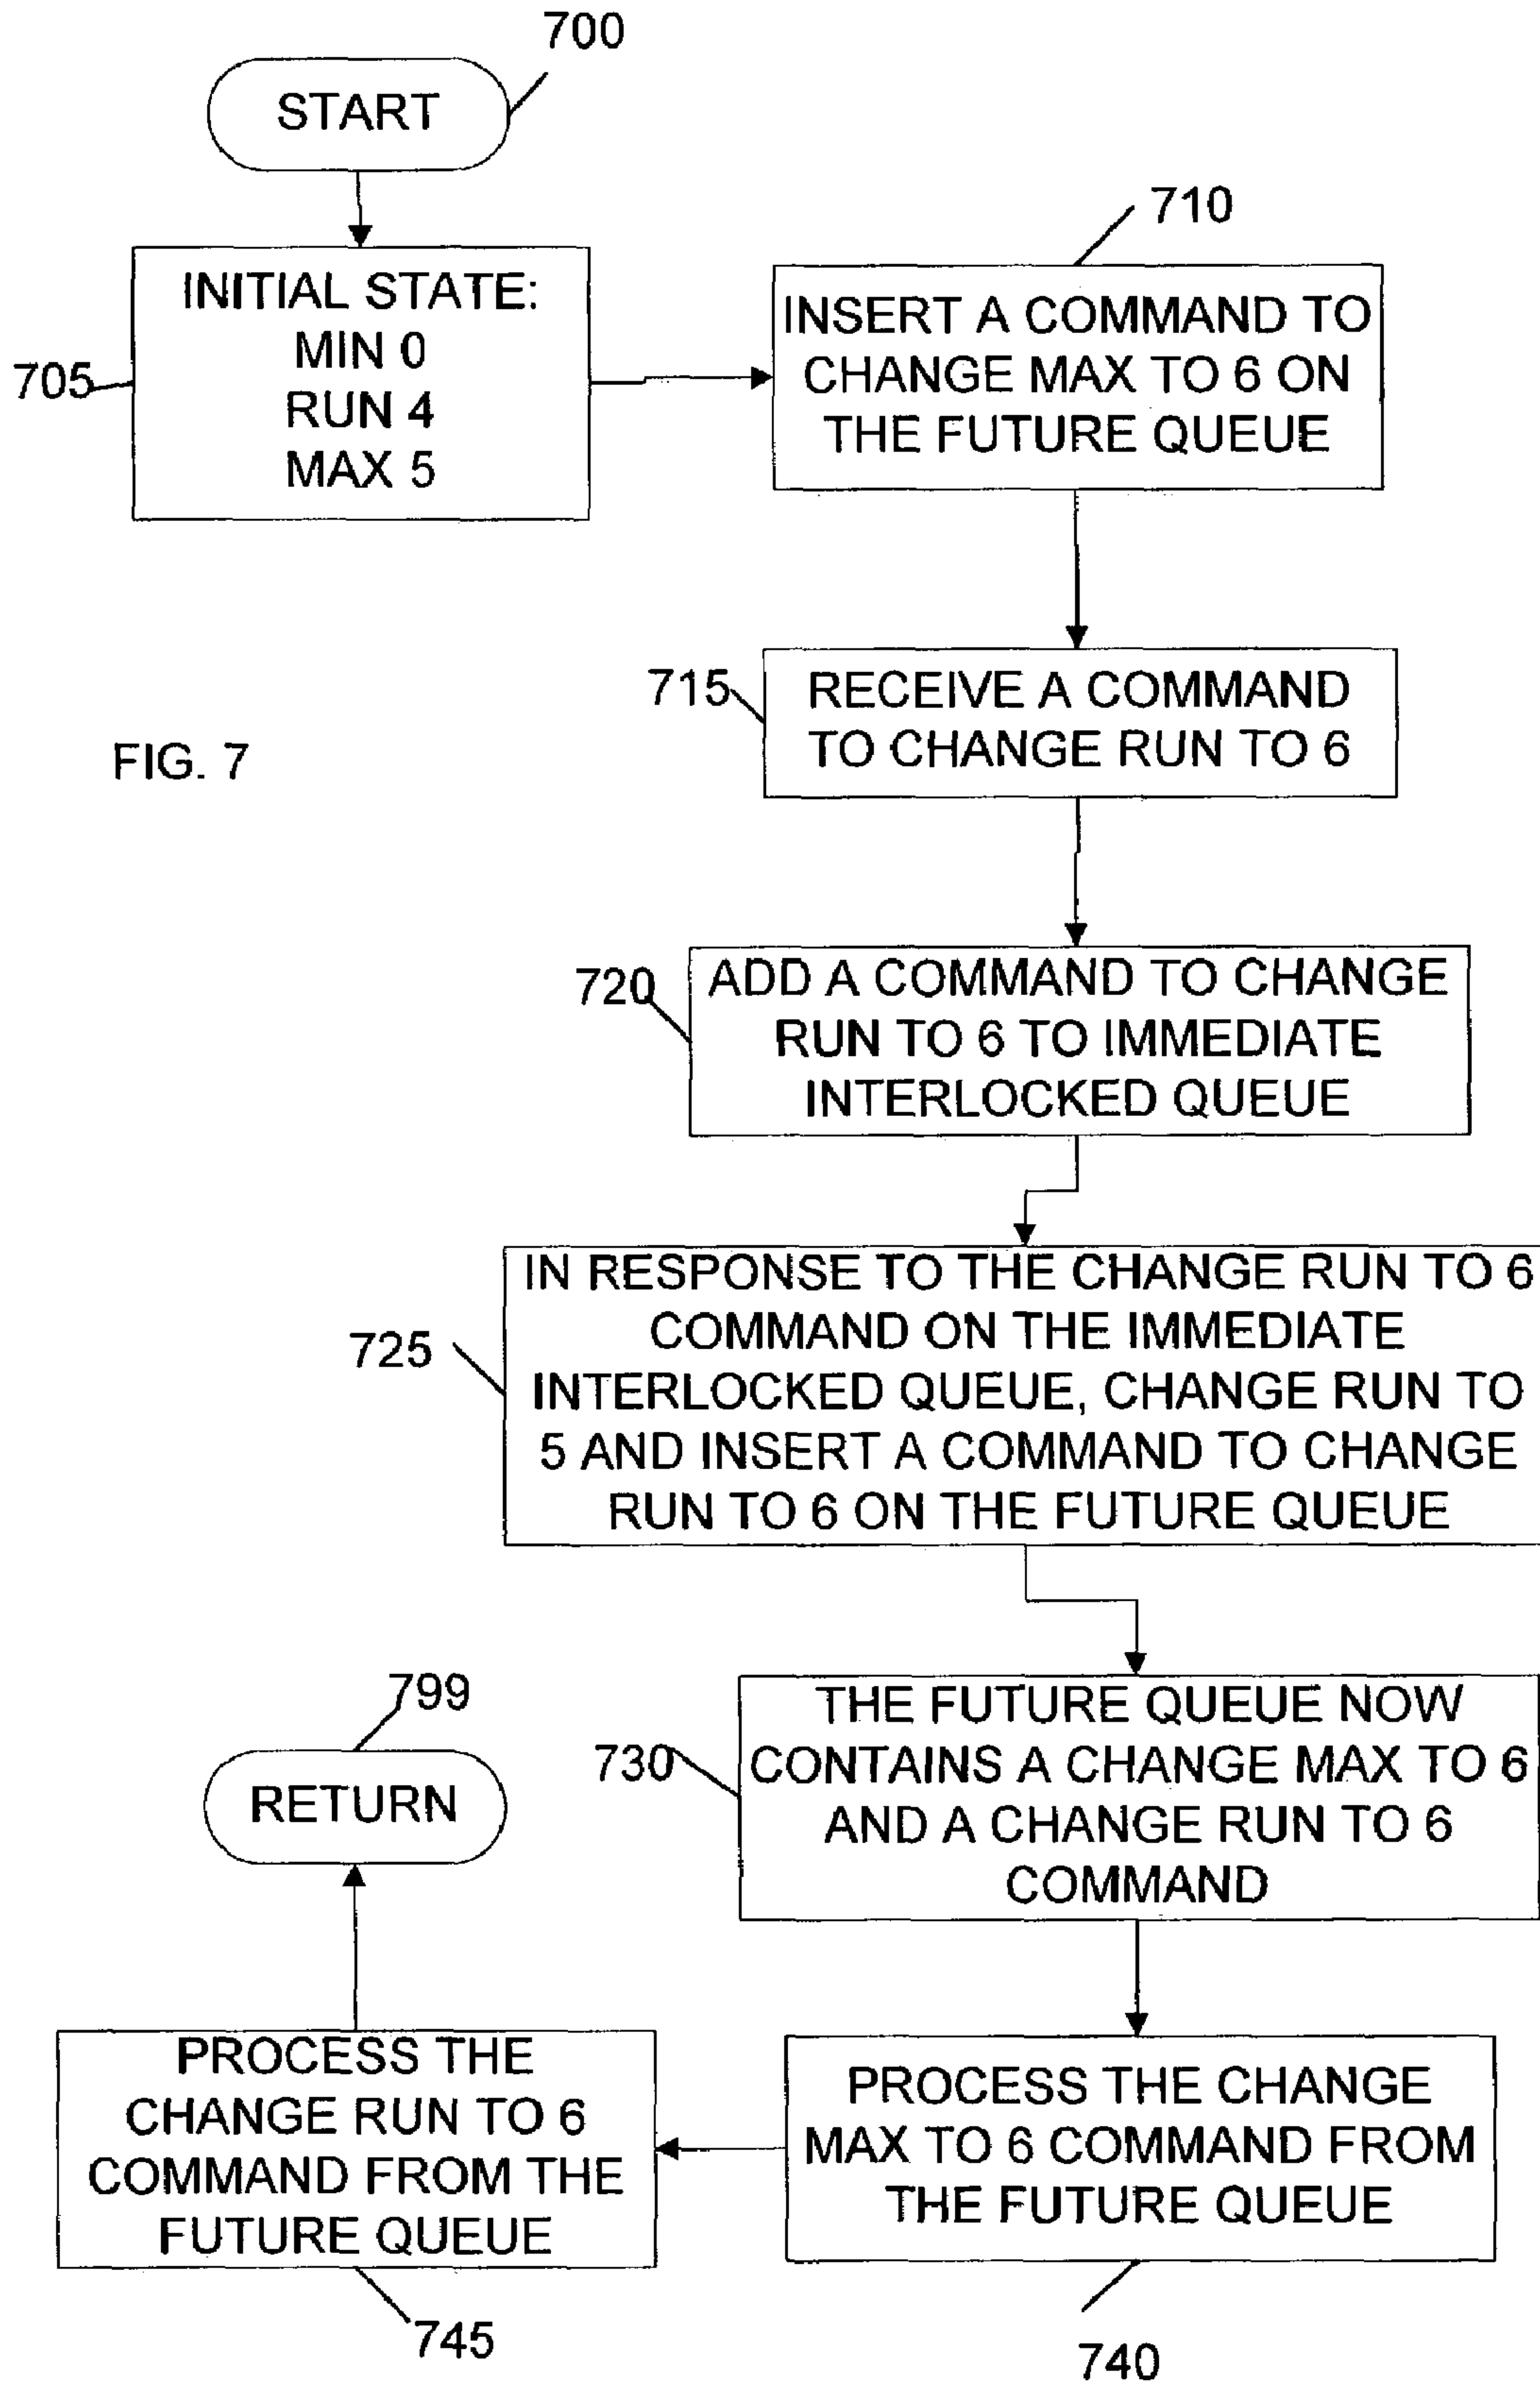 700
START
705
INITIAL STATE:
MIN 0
RUN 4
MAX 5
710
INSERT A COMMAND TO
CHANGE MAX TO 6 ON
THE FUTURE QUEUE
715
RECEIVE A COMMAND
TO CHANGE RUN TO 6
FIG. 7
720
ADD A COMMAND TO CHANGE
RUN TO 6 TO IMMEDIATE
INTERLOCKED QUEUE
725
IN RESPONSE TO THE CHANGE RUN TO 6
COMMAND ON THE IMMEDIATE
INTERLOCKED QUEUE, CHANGE RUN TO
5 AND INSERT A COMMAND TO CHANGE
RUN TO 6 ON THE FUTURE QUEUE
730
THE FUTURE QUEUE NOW
CONTAINS A CHANGE MAX TO 6
AND A CHANGE RUN TO 6
COMMAND
PROCESS THE CHANGE
MAX TO 6 COMMAND FROM
THE FUTURE QUEUE
740
PROCESS THE
CHANGE RUN TO 6
COMMAND FROM THE
FUTURE QUEUE
745
799
RETURN